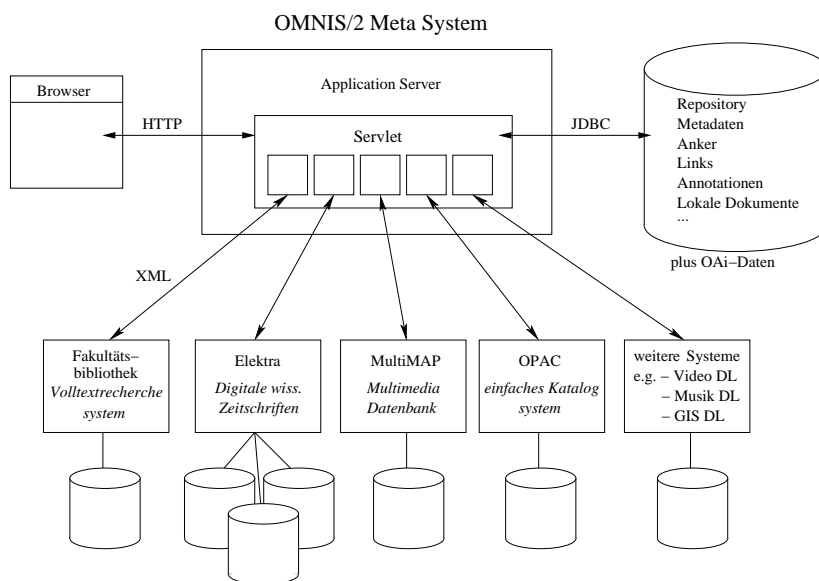 OMNIS/2 Meta System
Browser
Application Server
HTTP
Servlet
JDBC
Repository
Metadaten
Anker
Links
Annotationen
Lokale Dokumente
...
plus OAi−Daten
XML
Fakultäts−
bibliothek
Volltextrecherche
system
Elektra
Digitale wiss.
Zeitschriften
MultiMAP
Multimedia
Datenbank
OPAC
einfaches Katalog
system
weitere Systeme
e.g. − Video DL
− Musik DL
− GIS DL